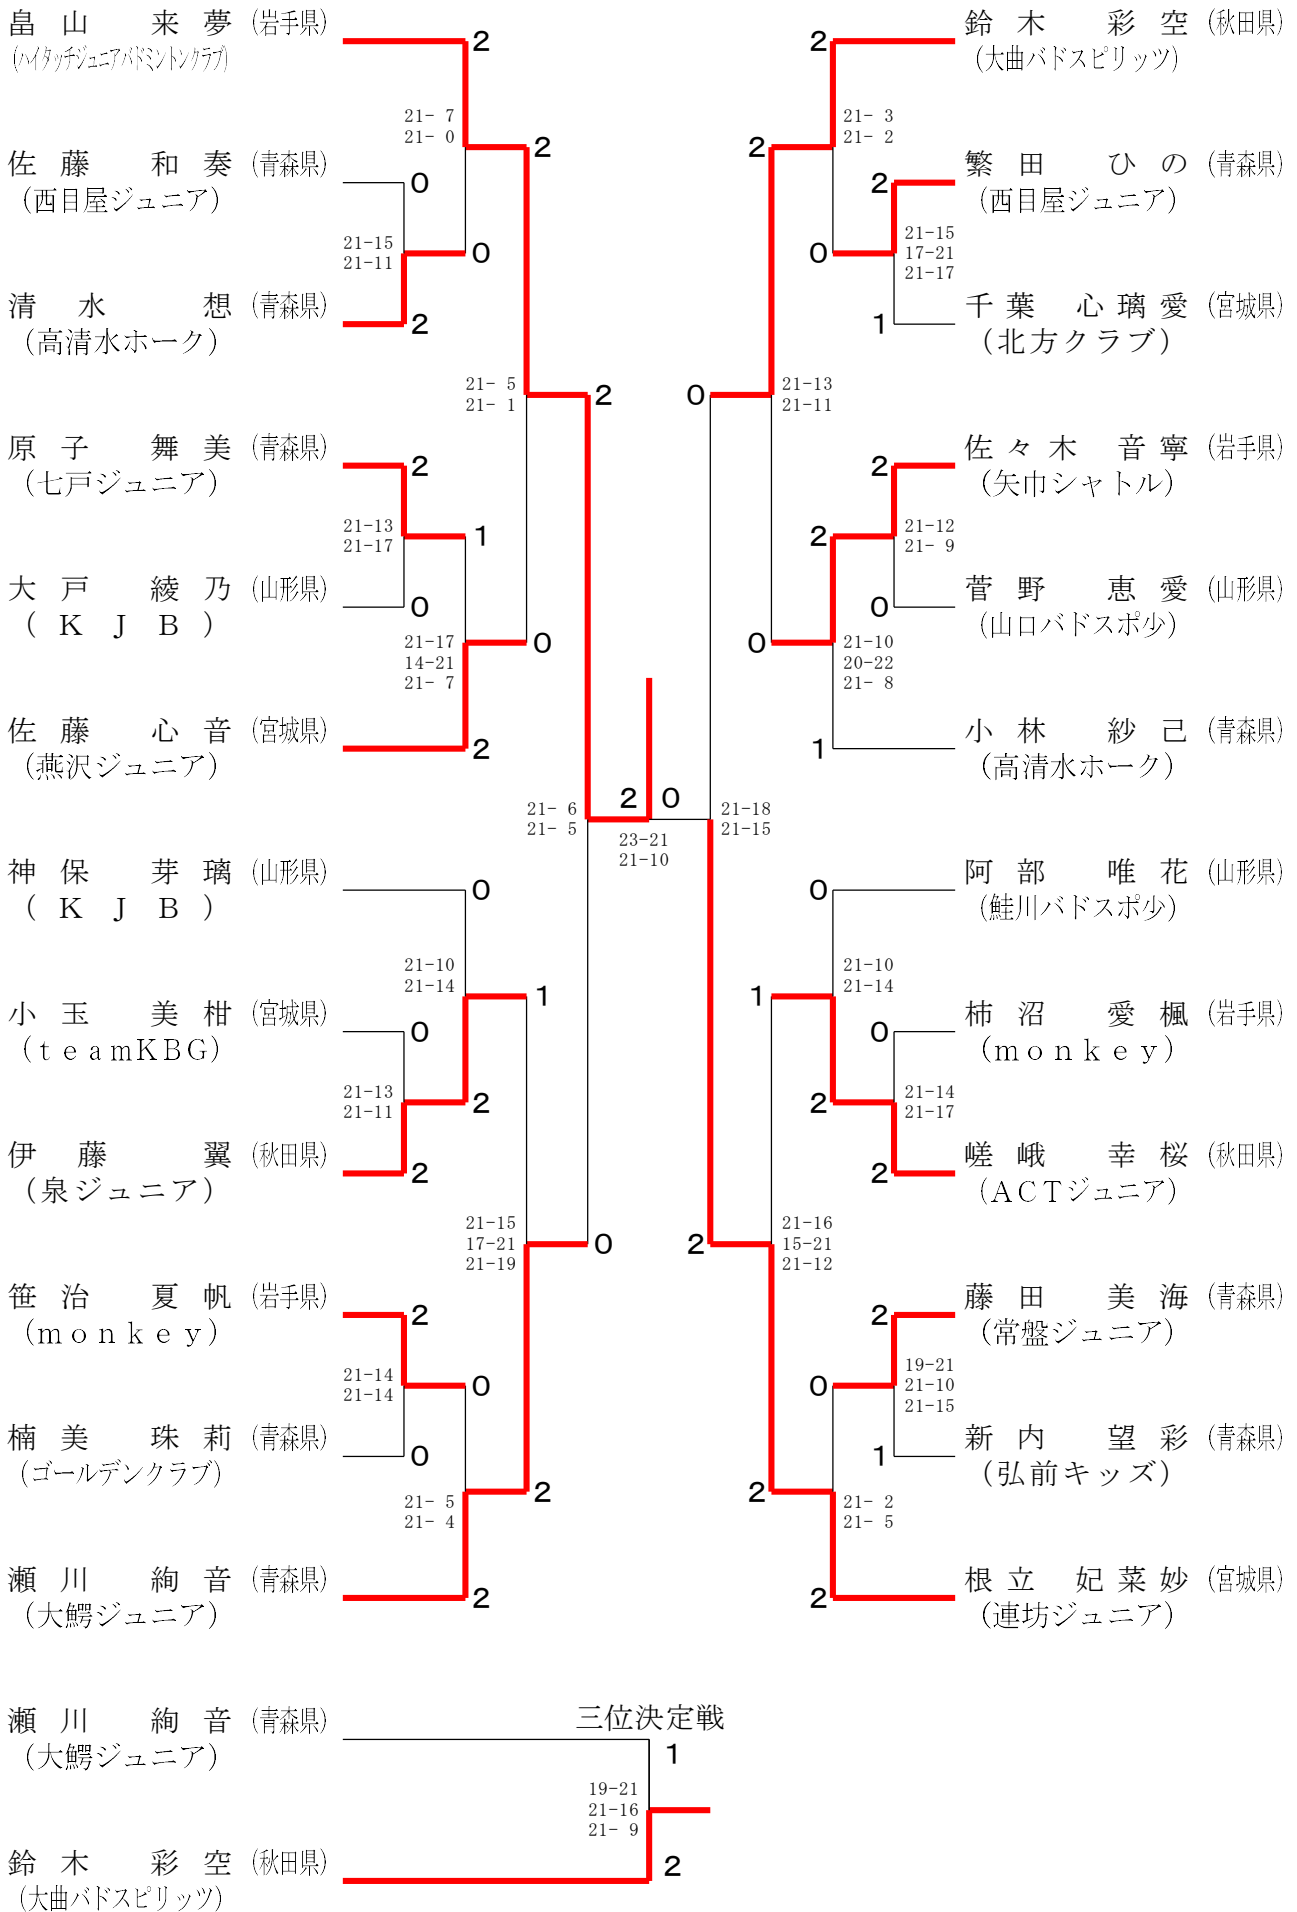 畠山 来夢 (岩手県)
(ハイタッチジュニアバドミントンクラブ)
2
21- 7
21- 0
2
佐藤 和奏 (青森県)
(西目屋ジュニア)
0
21-15
21-11
0
清水 想 (青森県)
(高清水ホーク)
2
21- 5
21- 1
2
原子 舞美 (青森県)
(七戸ジュニア)
2
21-13
21-17
1
大戸 綾乃 (山形県)
(KJB)
0
21-17
14-21
21- 7
0
佐藤 心音 (宮城県)
(燕沢ジュニア)
2
21- 6
21- 5
2 0
23-21
21-10
神保 芽璃 (山形県)
(KJB)
0
21-10
21-14
1
小玉 美柑 (宮城県)
(teamKBG)
0
21-13
21-11
2
伊藤 翼 (秋田県)
(泉ジュニア)
2
21-15
17-21
21-19
0
笹治 夏帆 (岩手県)
(monkey)
2
21-14
21-14
0
楠美 珠莉 (青森県)
(ゴールデンクラブ)
0
21- 5
21- 4
2
瀬川 絢音 (青森県)
(大鰐ジュニア)
2
鈴木 彩空 (秋田県)
(大曲バドスピリッツ)
2
21- 3
21- 2
2
繁田 ひの (青森県)
(西目屋ジュニア)
2
21-15
17-21
21-17
0
千葉 心璃愛 (宮城県)
(北方クラブ)
1
21-13
21-11
0
佐々木 音寧 (岩手県)
(矢巾シャトル)
2
21-12
21- 9
2
菅野 恵愛 (山形県)
(山口バドスポ少)
0
21-10
20-22
21- 8
0
小林 紗己 (青森県)
(高清水ホーク)
1
21-18
21-15
阿部 唯花 (山形県)
(鮭川バドスポ少)
0
21-10
21-14
1
柿沼 愛楓 (岩手県)
(monkey)
0
21-14
21-17
2
嵯峨 幸桜 (秋田県)
(ACTジュニア)
2
21-16
15-21
21-12
2
藤田 美海 (青森県)
(常盤ジュニア)
2
19-21
21-10
21-15
0
新内 望彩 (青森県)
(弘前キッズ)
1
21- 2
21- 5
2
根立 妃菜妙 (宮城県)
(連坊ジュニア)
2
三位決定戦
瀬川 絢音 (青森県)
(大鰐ジュニア)
1
19-21
21-16
21- 9
鈴木 彩空 (秋田県)
(大曲バドスピリッツ)
2